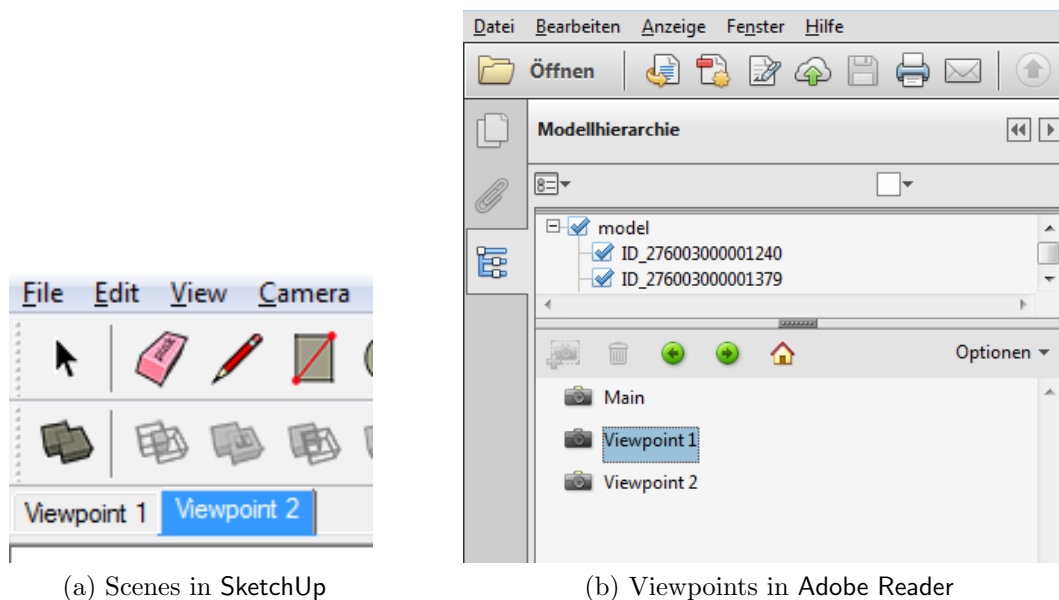 File Edit View Camera
Viewpoint 1 Viewpoint 2
(a) Scenes in SketchUp
Datei Bearbeiten Anzeige Fenster Hilfe
Öffnen
Modellhierarchie
model
ID_276003000001240
ID_276003000001379
Optionen
Main
Viewpoint 1
Viewpoint 2
(b) Viewpoints in Adobe Reader